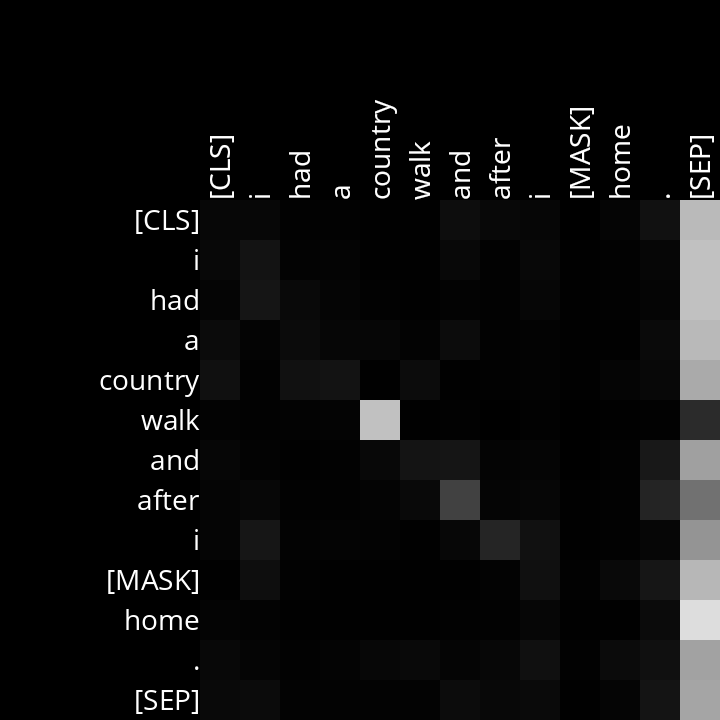 [CLS] i had a country walk and after i [MASK] home . [SEP]
[CLS]
i
had
a
country
walk
and
after
i
[MASK]
home
.
[SEP]